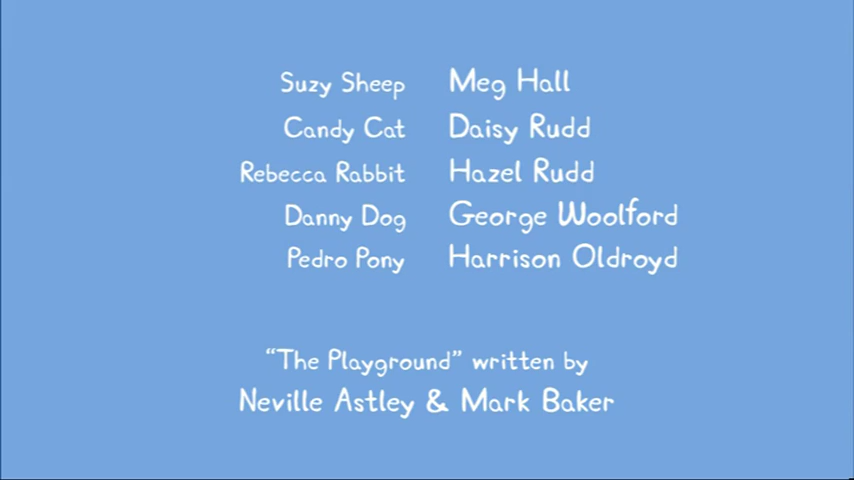 Suzy Sheep Meg Hall
Candy Cat Daisy Rudd
Rebecca Rabbit Hazel Rudd
Danny Dog George Woolford
Pedro Pony Harrison Oldroyd
“The Playground” written by
Neville Astley & Mark Baker